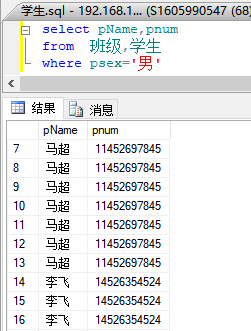 学生.sql - 192.168.1... (S1605990547 (68)
select pName,pnum
from 班级,学生
where psex='男'
结果 消息
pName pnum
7 马超 11452697845
8 马超 11452697845
9 马超 11452697845
10 马超 11452697845
11 马超 11452697845
12 马超 11452697845
13 马超 11452697845
14 李飞 14526354524
15 李飞 14526354524
16 李飞 14526354524